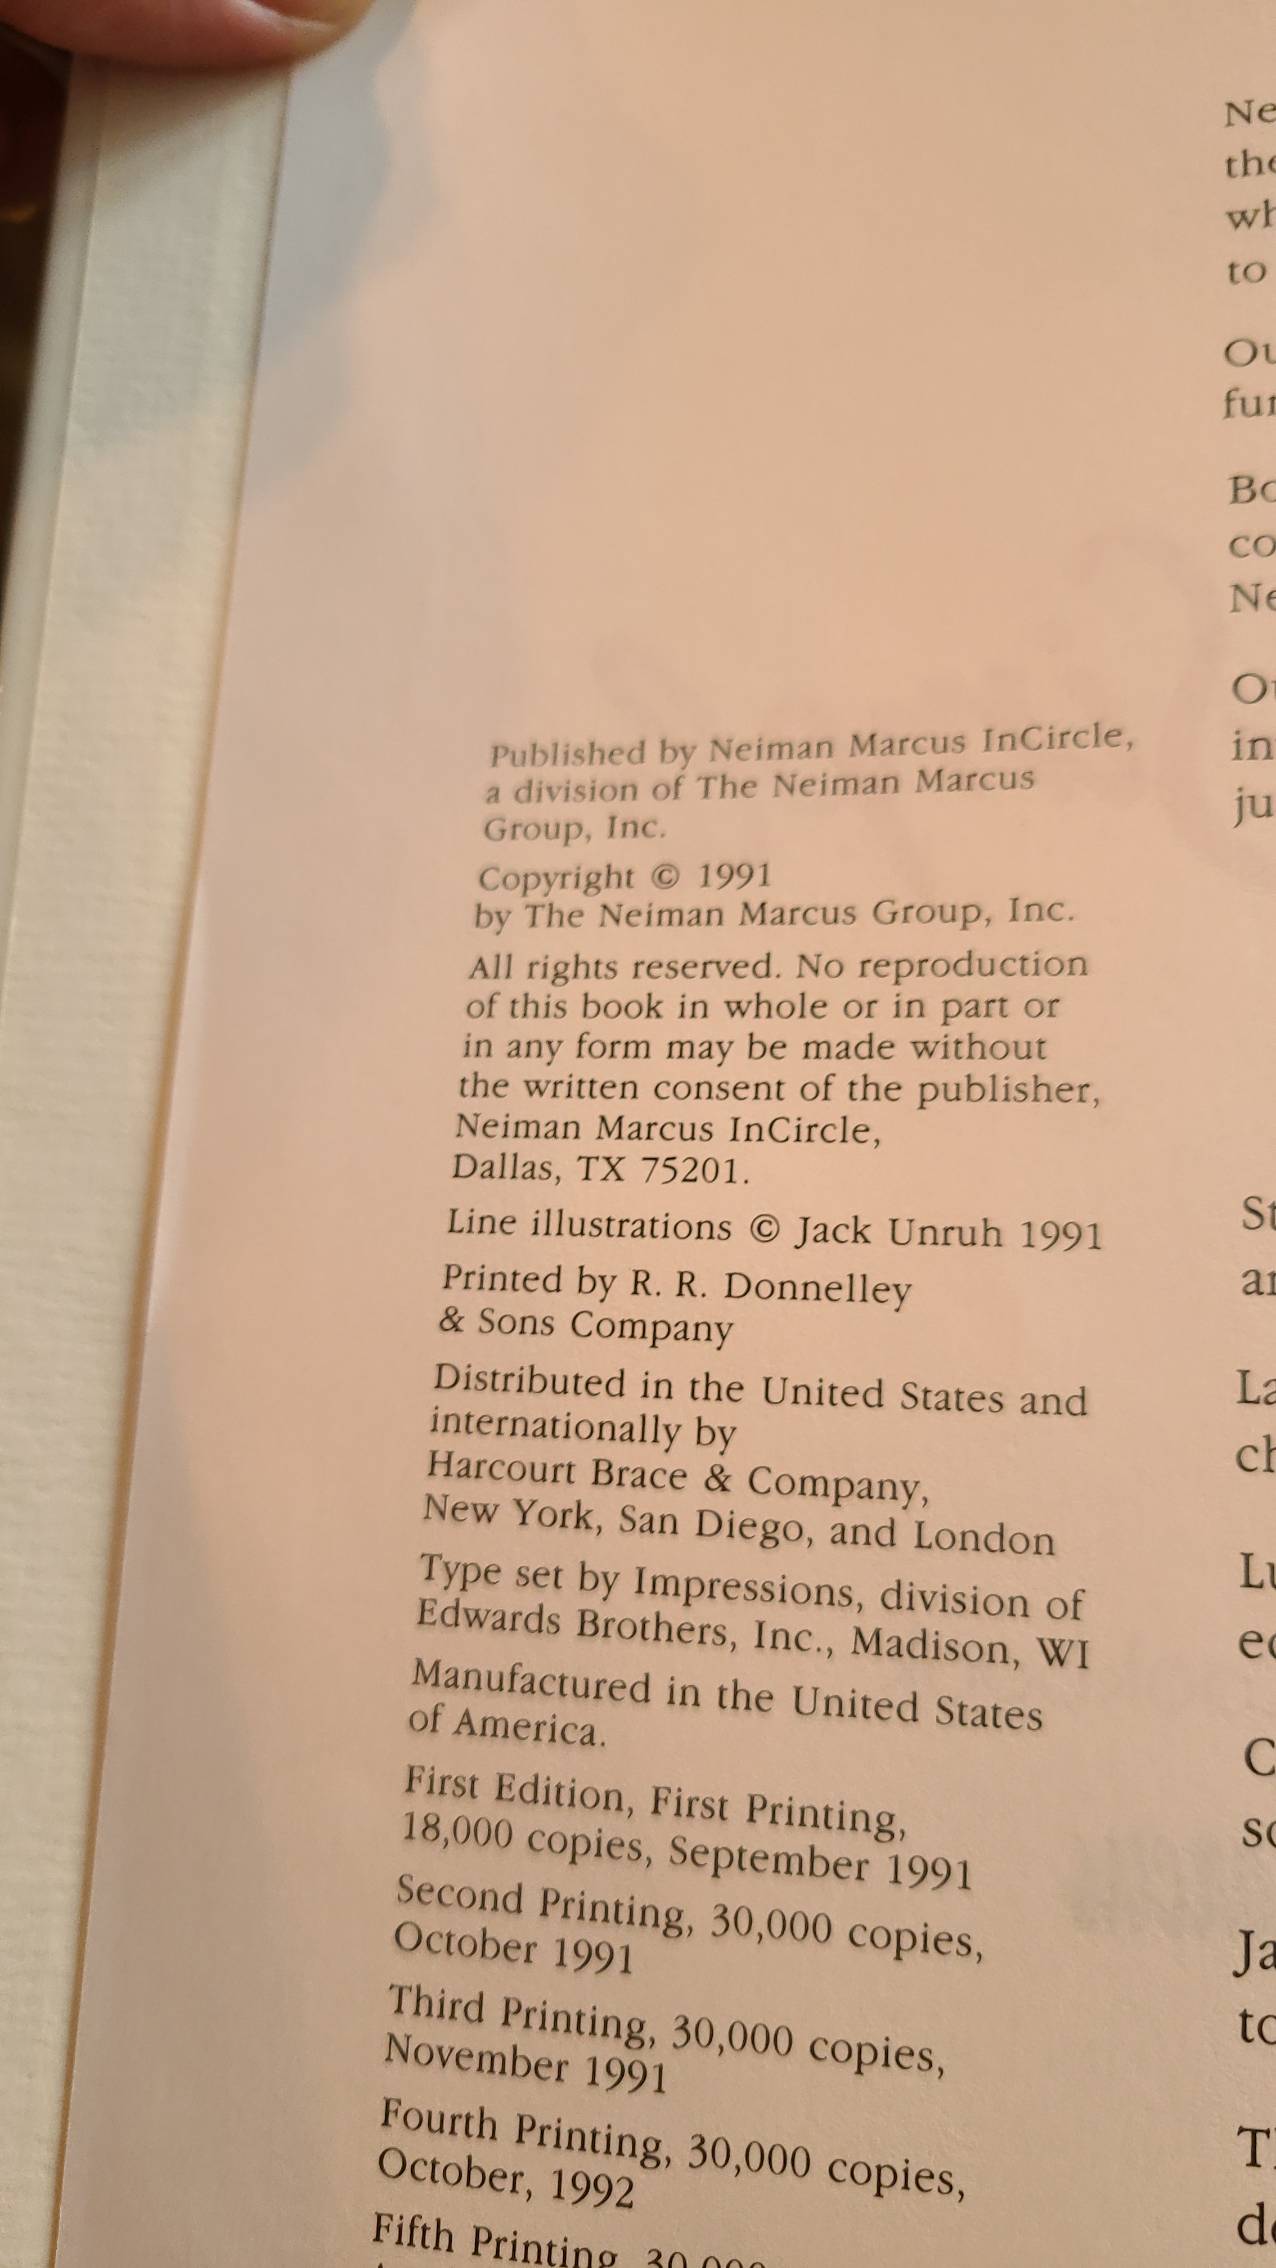 Published by Neiman Marcus InCircle,
a division of The Neiman Marcus
Group, Inc.
Copyright © 1991
by The Neiman Marcus Group, Inc.
All rights reserved. No reproduction
of this book in whole or in part or
in any form may be made without
the written consent of the publisher,
Neiman Marcus InCircle,
Dallas, TX 75201.
Line illustrations © Jack Unruh 1991
Printed by R. R. Donnelley
& Sons Company
Distributed in the United States and
internationally by
Harcourt Brace & Company,
New York, San Diego, and London
Type set by Impressions, division of
Edwards Brothers, Inc., Madison, WI
Manufactured in the United States
of America.
First Edition, First Printing,
18,000 copies, September 1991
Second Printing, 30,000 copies,
October 1991
Third Printing, 30,000 copies,
November 1991
Fourth Printing, 30,000 copies,
October, 1992
Fifth Printing, 30,000
to
in
to